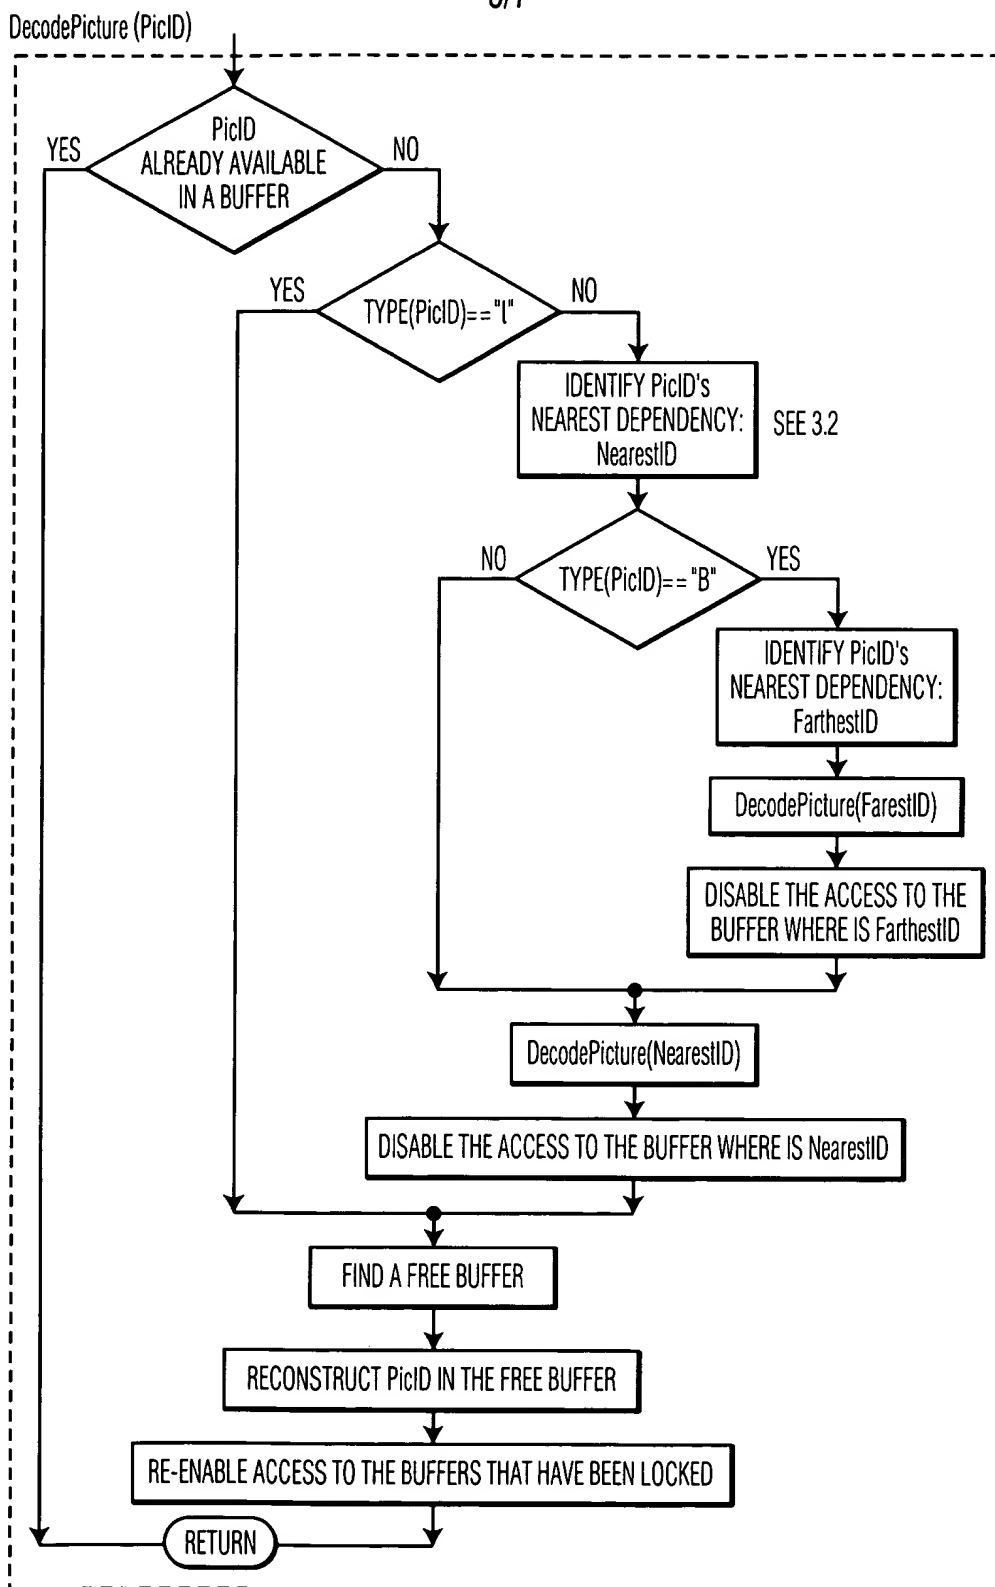 DecodePicture (PicID)
PicID
ALREADY AVAILABLE
IN A BUFFER
YES
NO
TYPE(PicID)=="I"
YES
NO
IDENTIFY PicID's
NEAREST DEPENDENCY:
NearestID
SEE 3.2
TYPE(PicID)=="B"
NO
YES
IDENTIFY PicID's
NEAREST DEPENDENCY:
FarthestID
DecodePicture(FarestID)
DISABLE THE ACCESS TO THE
BUFFER WHERE IS FarthestID
DecodePicture(NearestID)
DISABLE THE ACCESS TO THE BUFFER WHERE IS NearestID
FIND A FREE BUFFER
RECONSTRUCT PicID IN THE FREE BUFFER
RE-ENABLE ACCESS TO THE BUFFERS THAT HAVE BEEN LOCKED
RETURN